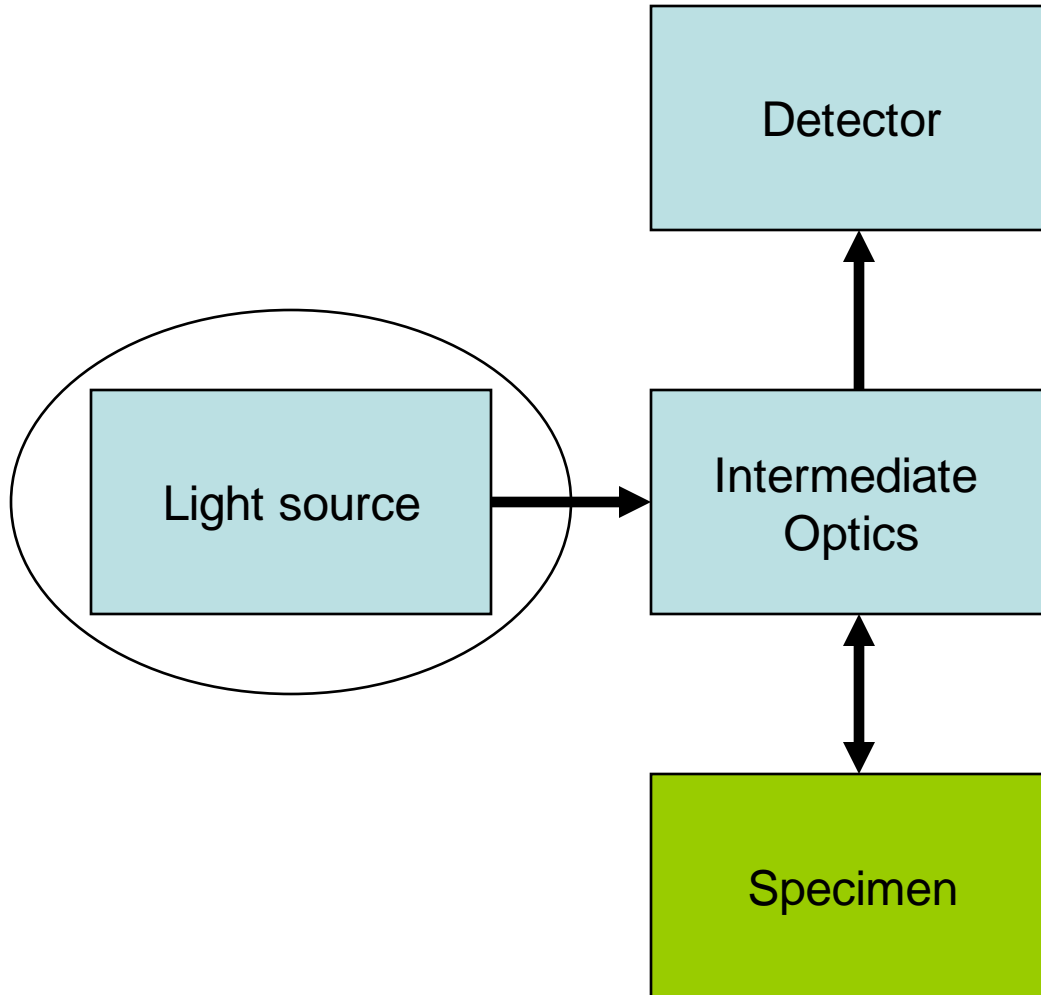 Detector
Light source
Intermediate
Optics
Specimen